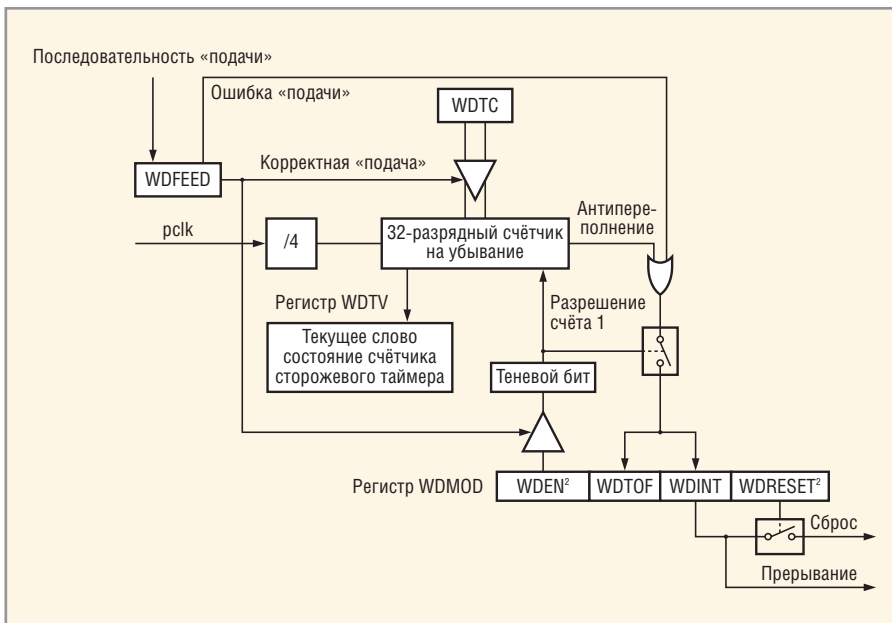 Последовательность «подачи»
Ошибка «подачи»
WDTC
WDFEED
Корректная «подача»
pclk
/4
32-разрядный счётчик
на убывание
Антипере-
полнение
Регистр WDTV
Разрешение
счёта 1
Текущее слово
состояние счётчика
сторожевого таймера
Теневой бит
Регистр WDMOD
WDEN²
WDTOF
WDINT
WDRESET²
Сброс
Прерывание